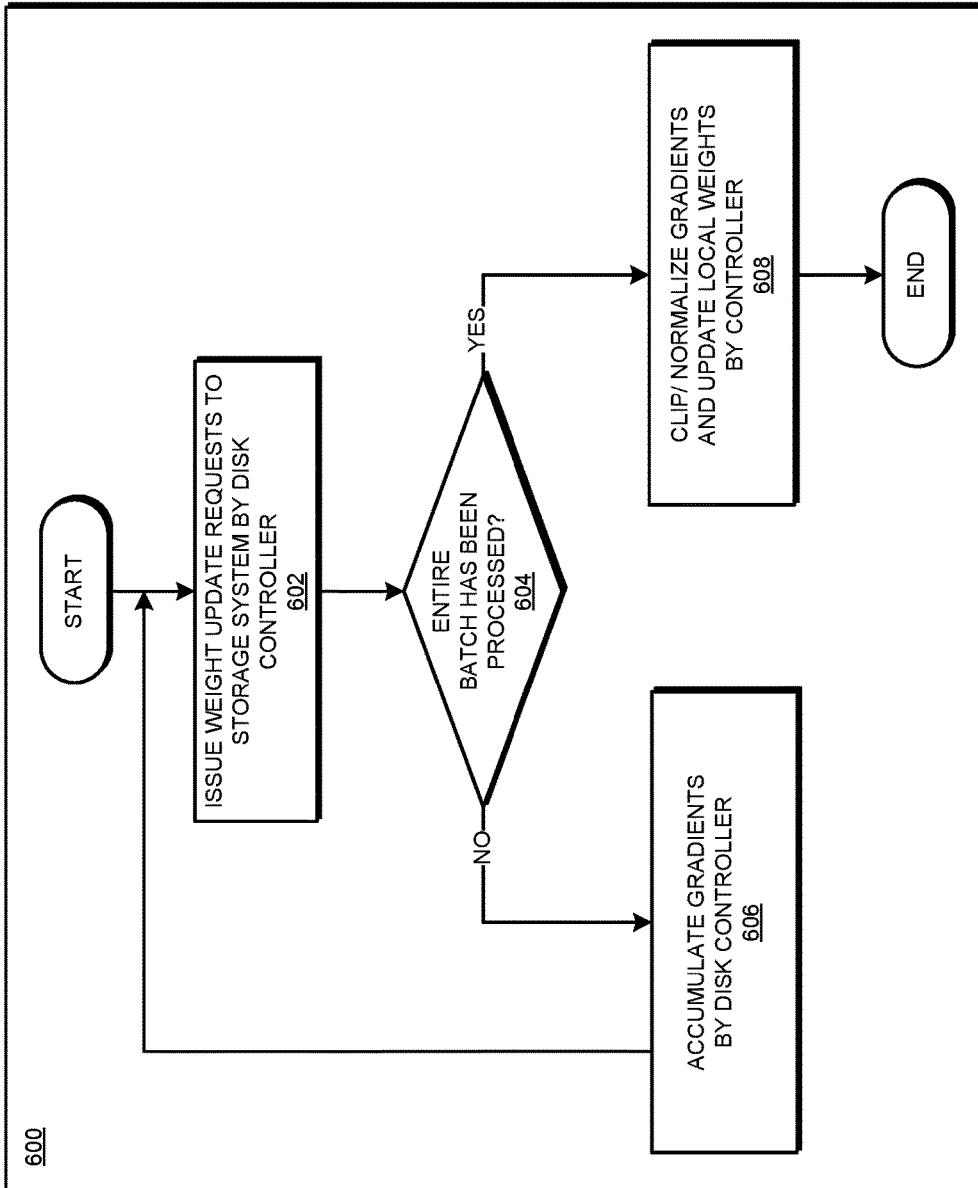 600
START
ISSUE WEIGHT UPDATE REQUESTS TO
STORAGE SYSTEM BY DISK
CONTROLLER
602
ENTIRE
BATCH HAS BEEN
PROCESSED?
604
NO
YES
ACCUMULATE GRADIENTS
BY DISK CONTROLLER
606
CLIP/ NORMALIZE GRADIENTS
AND UPDATE LOCAL WEIGHTS
BY CONTROLLER
608
END